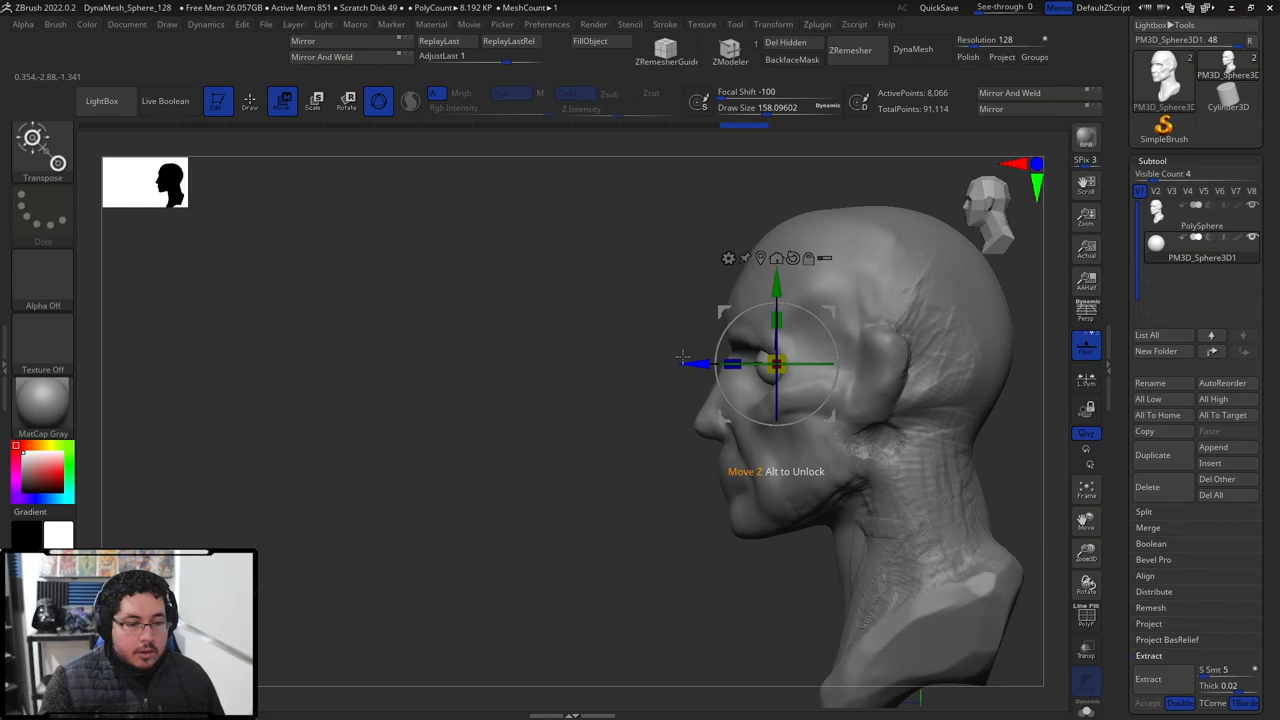 ZBrush 2022.0.2
DynaMesh_Sphere_128
• Free Mem 26.057GB • Active Mem 851 • Scratch Disk 49 • PolyCount▸8.192 KP • MeshCount▸1
AC
QuickSave
See-through 0
Menus
DefaultZScript
Alpha Brush Color Document Draw Dynamics Edit File Layer Light Macro Marker Material Movie Picker Preferences Render Stencil Stroke Texture Tool Transform Zplugin Zscript Help
0.354,-2.88,-1.341
Mirror
Mirror And Weld
ReplayLast
ReplayLastRel
AdjustLast 1
FillObject
ZRemesherGuide
1
ZModeler
Del Hidden
BackfaceMask
ZRemesher
DynaMesh
Resolution 128
Polish
Project
Groups
LightBox
Live Boolean
Edit
Draw
Move
Scale
Rotate
A
Mrgb
Rgb Intensity
M
Zsub
Zcut
Z Intensity
S
Focal Shift -100
Draw Size 158.09602
Dynamic
D
ActivePoints: 8,066
TotalPoints: 91,114
Mirror And Weld
Mirror
Transpose
Dots
Alpha Off
Texture Off
MatCap Gray
Gradient
Move Z Alt to Unlock
BPR
SPix 3
Scroll
Zoom
Actual
AAHalf
Dynamic
Persp
Floor
L.Sym
Frame
Move
Zoom3D
Rotate
Line Fill
PolyF
Transp
Dynamic
Lightbox▸Tools
PM3D_Sphere3D1. 48
R
2
PM3D_Sphere3D
2
PM3D_Sphere3D
Cylinder3D
SimpleBrush
Subtool
Visible Count 4
V1 V2 V3 V4 V5 V6 V7 V8
PolySphere
PM3D_Sphere3D1
List All
New Folder
Rename
AutoReorder
All Low
All High
All To Home
All To Target
Copy
Paste
Duplicate
Append
Insert
Delete
Del Other
Del All
Split
Merge
Boolean
Bevel Pro
Align
Distribute
Remesh
Project
Project BasRelief
Extract
Extract
S Smt 5
Thick 0.02
Accept
Double
TCorne
TBorde